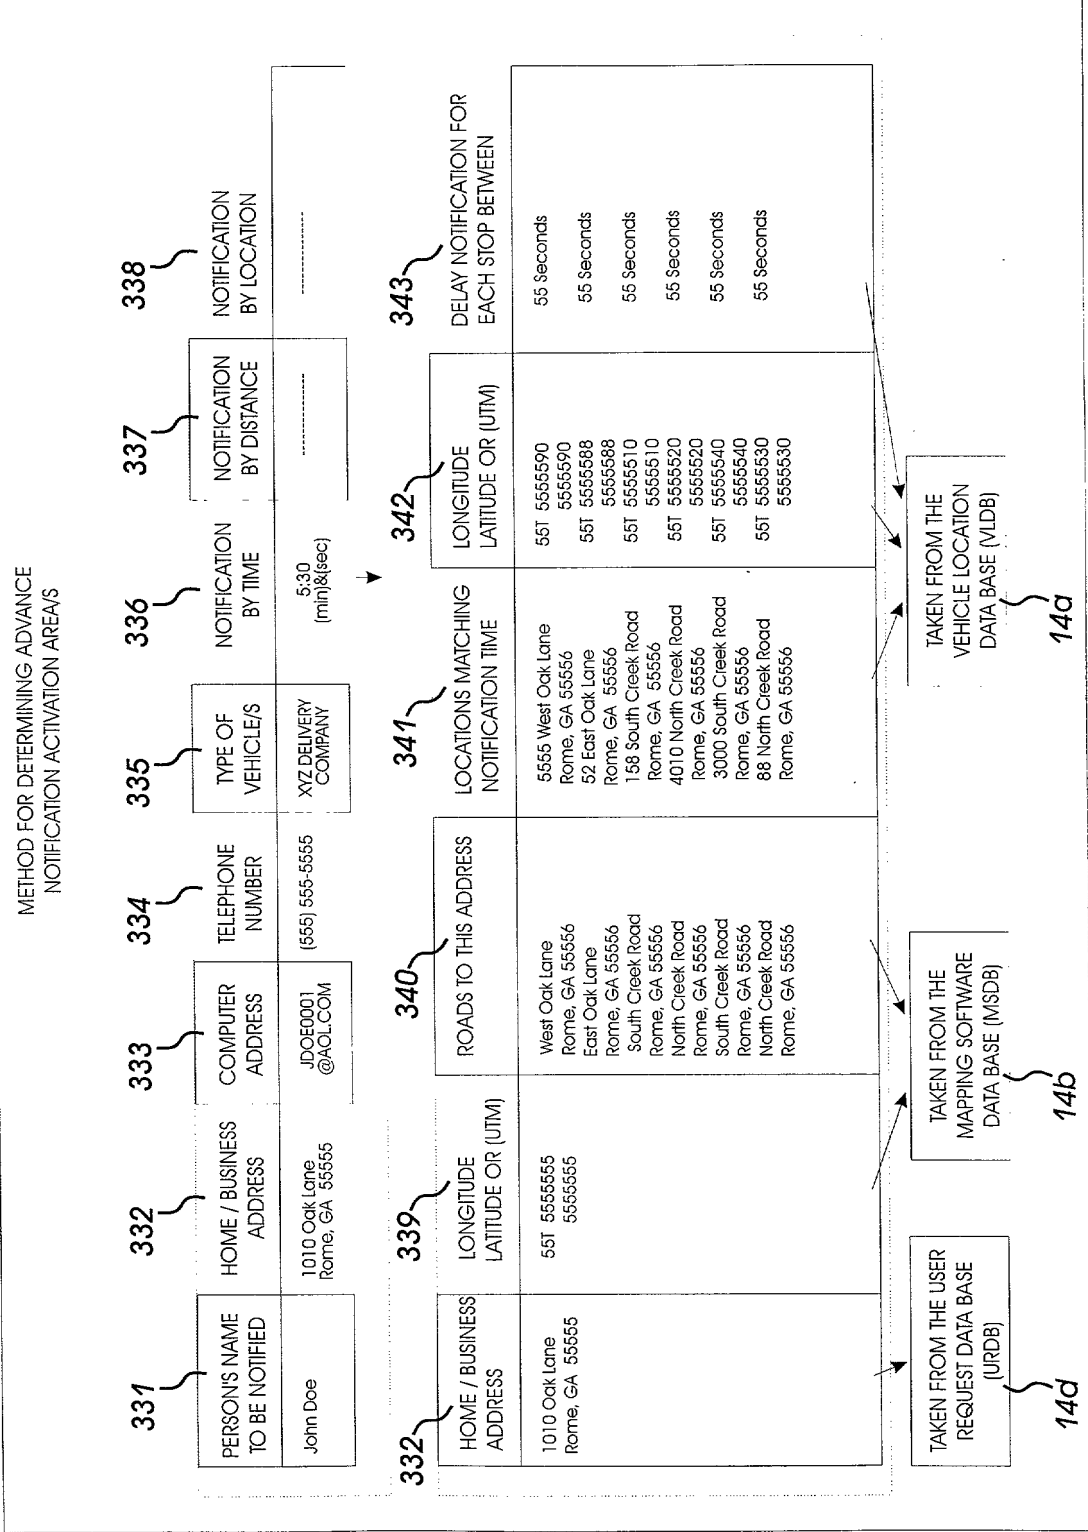 METHOD FOR DETERMINING ADVANCE
NOTIFICATION ACTIVATION AREA/S
331
332
333
334
335
336
337
338
PERSON'S NAME
TO BE NOTIFIED
HOME / BUSINESS
ADDRESS
COMPUTER
ADDRESS
TELEPHONE
NUMBER
TYPE OF
VEHICLE/S
NOTIFICATION
BY TIME
NOTIFICATION
BY DISTANCE
NOTIFICATION
BY LOCATION
John Doe
1010 Oak Lane
Rome, GA 55555
JDOE0001
@AOL.COM
(555) 555-5555
XYZ DELIVERY
COMPANY
5:30
(min)&(sec)
------------
------------
332
339
340
341
342
343
HOME / BUSINESS
ADDRESS
LONGITUDE
LATITUDE OR (UTM)
ROADS TO THIS ADDRESS
LOCATIONS MATCHING
NOTIFICATION TIME
LONGITUDE
LATITUDE OR (UTM)
DELAY NOTIFICATION FOR
EACH STOP BETWEEN
1010 Oak Lane
Rome, GA 55555
55T 5555555
5555555
West Oak Lane
Rome, GA 55556
East Oak Lane
Rome, GA 55556
South Creek Road
Rome, GA 55556
North Creek Road
Rome, GA 55556
South Creek Road
Rome, GA 55556
North Creek Road
Rome, GA 55556
5555 West Oak Lane
Rome, GA 55556
52 East Oak Lane
Rome, GA 55556
158 South Creek Road
Rome, GA 55556
4010 North Creek Road
Rome, GA 55556
3000 South Creek Road
Rome, GA 55556
88 North Creek Road
Rome, GA 55556
55T 5555590
5555590
55T 5555588
5555588
55T 5555510
5555510
55T 5555520
5555520
55T 5555540
5555540
55T 5555530
5555530
55 Seconds
55 Seconds
55 Seconds
55 Seconds
55 Seconds
55 Seconds
TAKEN FROM THE USER
REQUEST DATA BASE
(URDB)
14d
TAKEN FROM THE
MAPPING SOFTWARE
DATA BASE (MSDB)
14b
TAKEN FROM THE
VEHICLE LOCATION
DATA BASE (VLDB)
14a